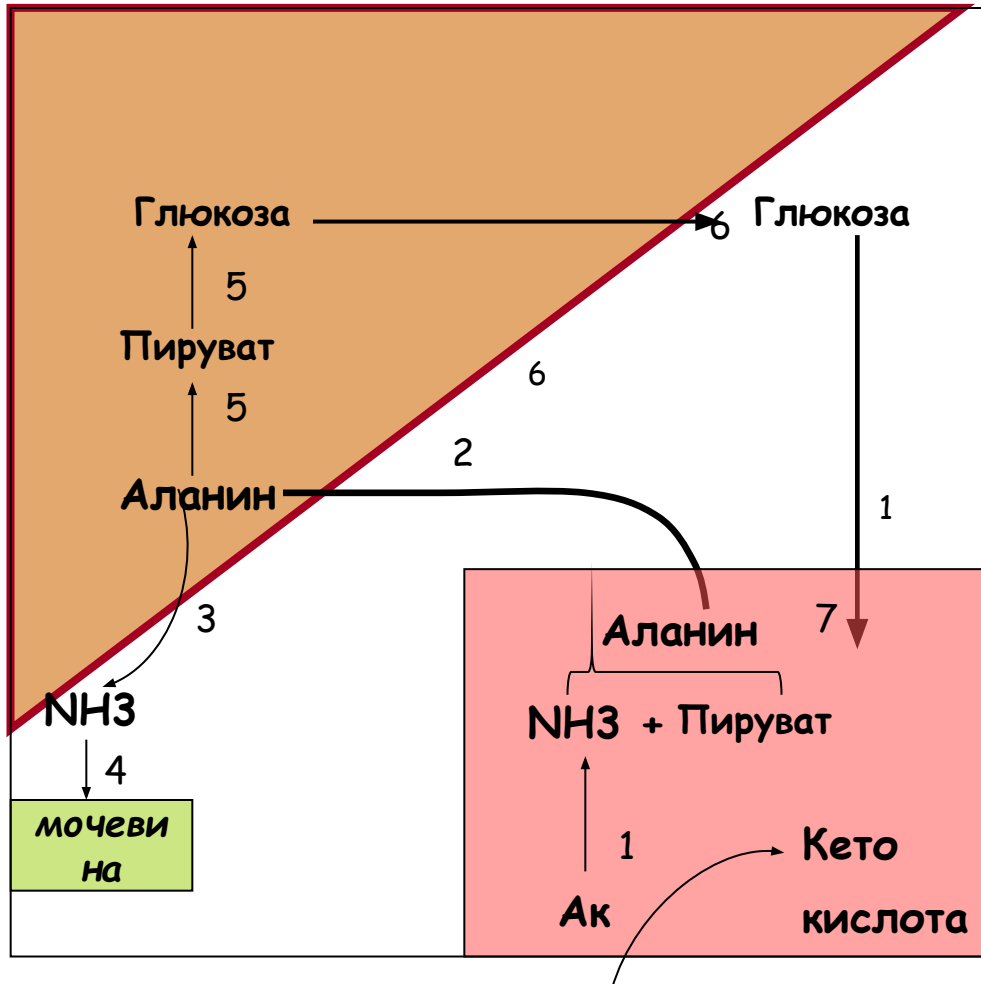 Глюкоза
6
Глюкоза
5
Пируват
6
5
2
Аланин
1
3
Аланин
7
NH3
NH3 + Пируват
4
мочеви
на
1
Кето
Ак
кислота